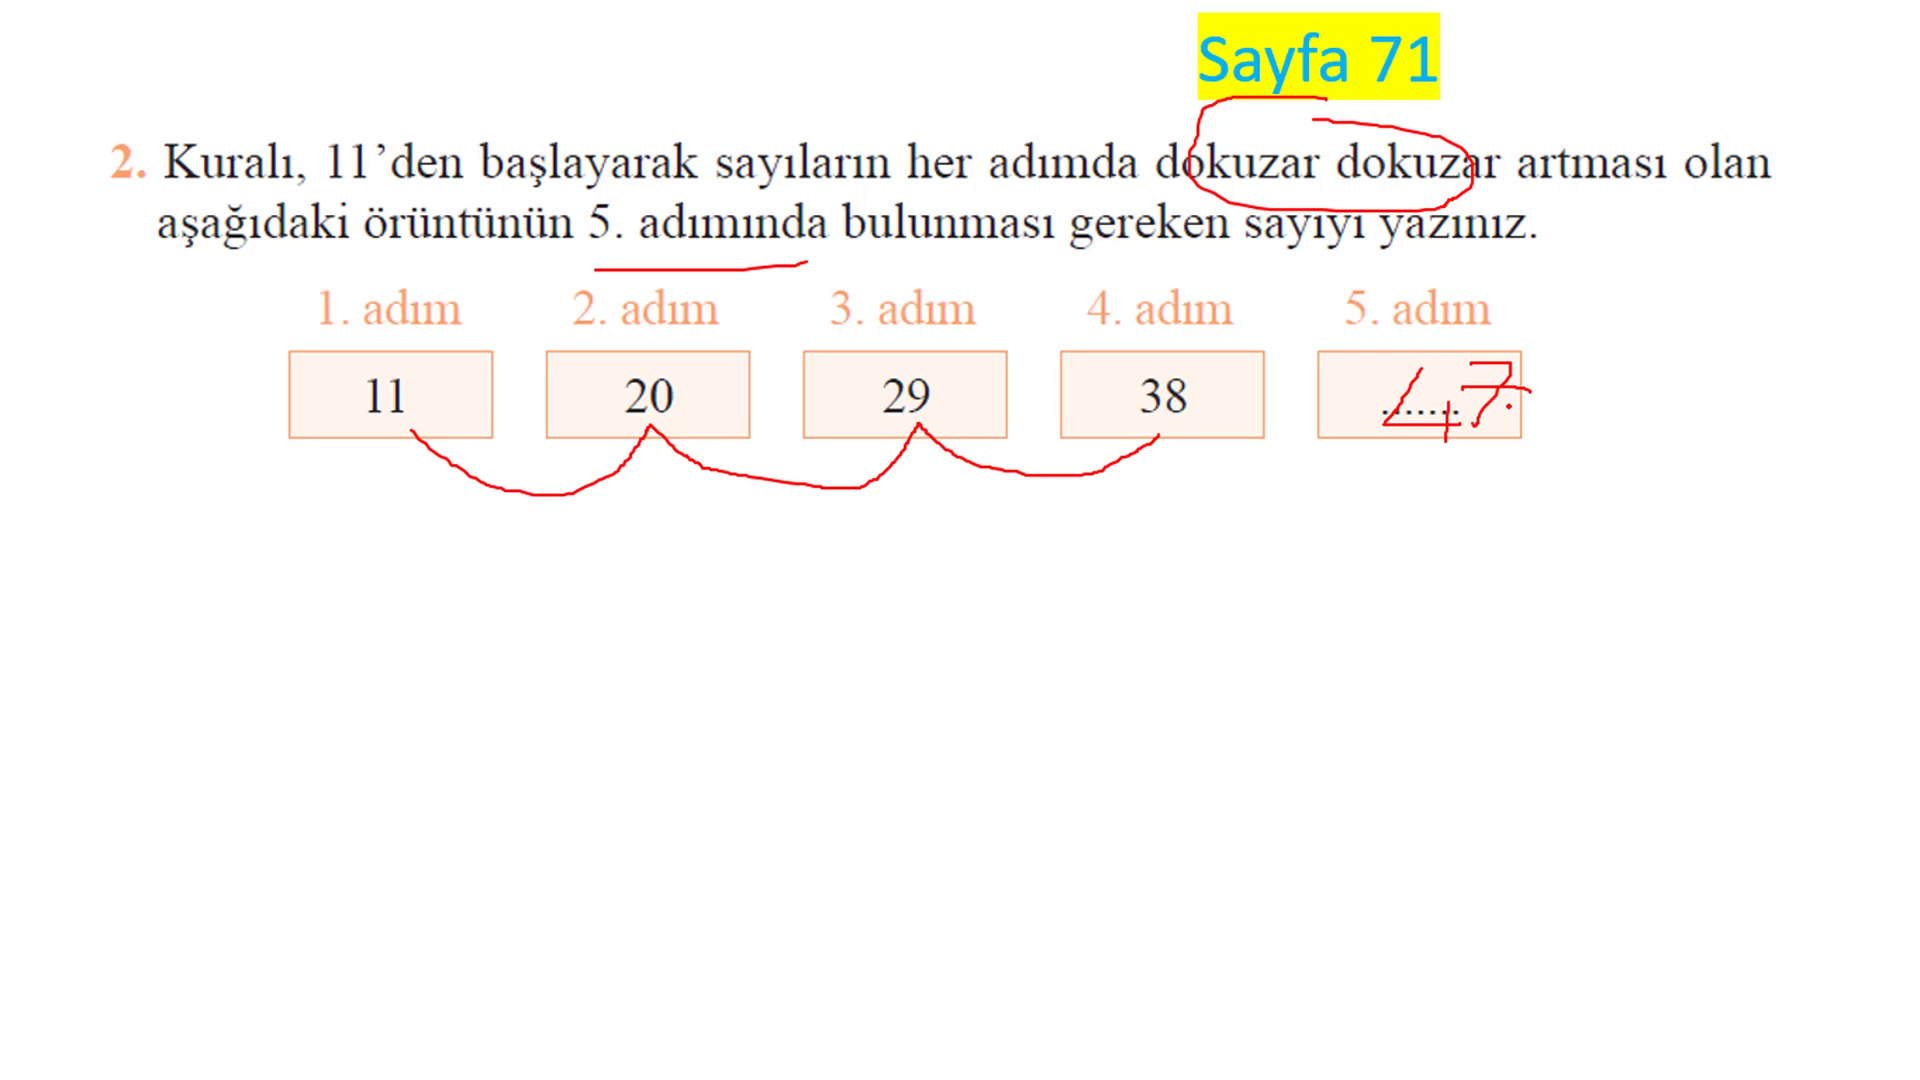 Sayfa 71
2. Kuralı, 11’den başlayarak sayıların her adımda dokuzar dokuzar artması olan
aşağıdaki örüntünün 5. adımında bulunması gereken sayıyı yazınız.
1. adım 2. adım 3. adım 4. adım 5. adım
11 20 29 38 ....... 47